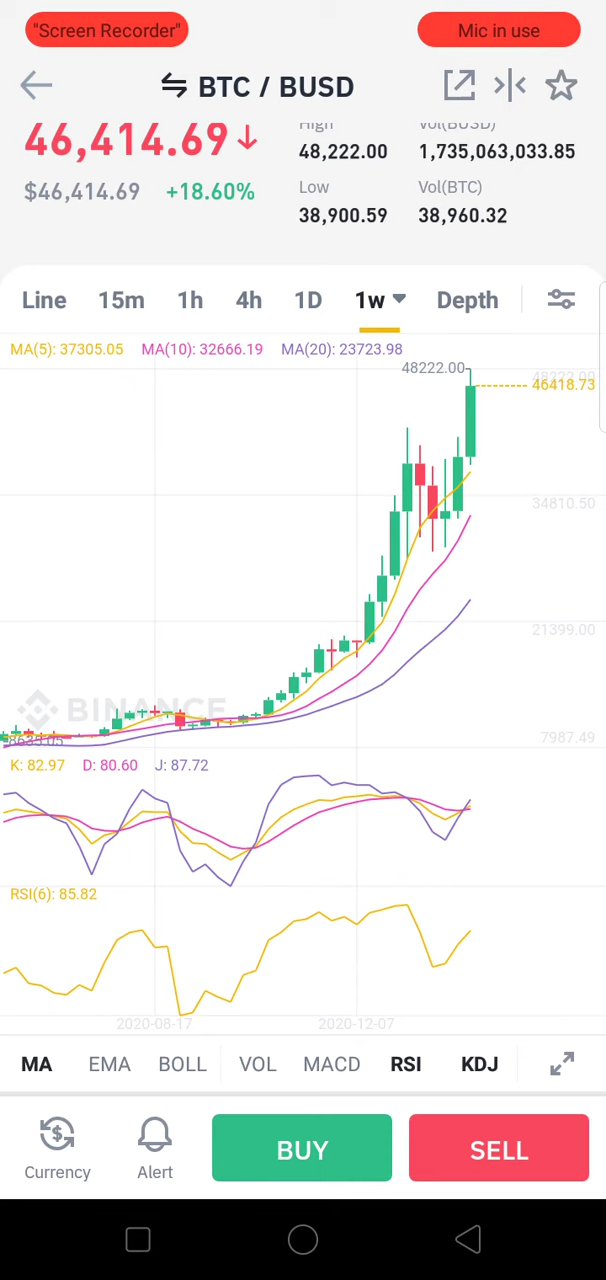 "Screen Recorder" Mic in use
BTC / BUSD
46,414.69
$46,414.69 +18.60%
High Vol(BUSD)
48,222.00 1,735,063,033.85
Low Vol(BTC)
38,900.59 38,960.32
Line 15m 1h 4h 1D 1w Depth
MA(5): 37305.05 MA(10): 32666.19 MA(20): 23723.98
48222.00 48222.00
46418.73
34810.50
21399.00
BINANCE
8635.05 7987.49
K: 82.97 D: 80.60 J: 87.72
RSI(6): 85.82
2020-08-17 2020-12-07
MA EMA BOLL VOL MACD RSI KDJ
Currency Alert BUY SELL